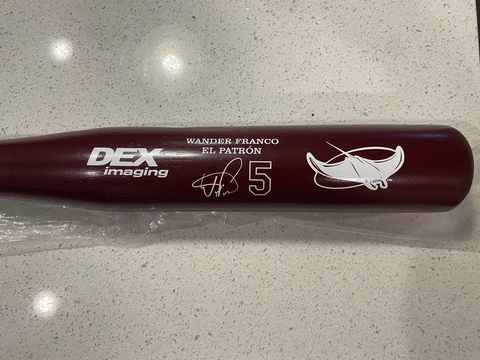 DEX
imaging
WANDER FRANCO
EL PATRÓN
5